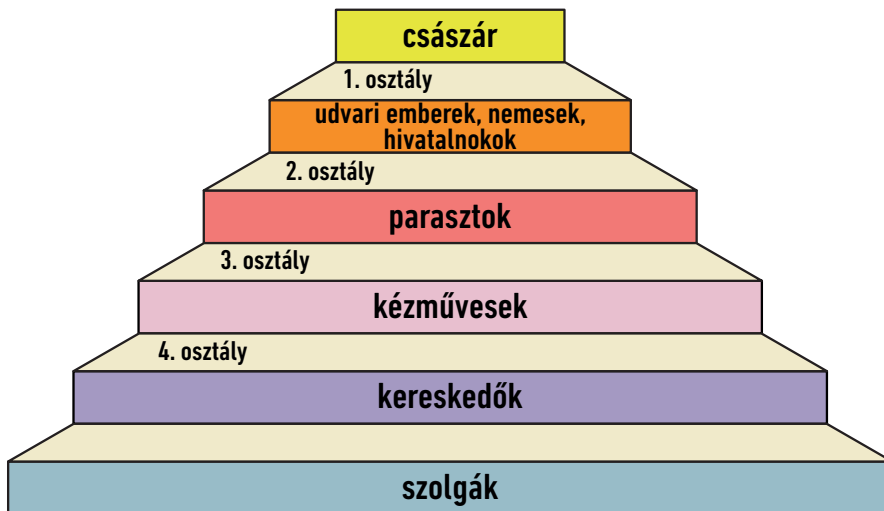 császár
1. osztály
udvari emberek, nemesek,
hivatalnokok
2. osztály
parasztok
3. osztály
kézművesek
4. osztály
kereskedők
szolgák